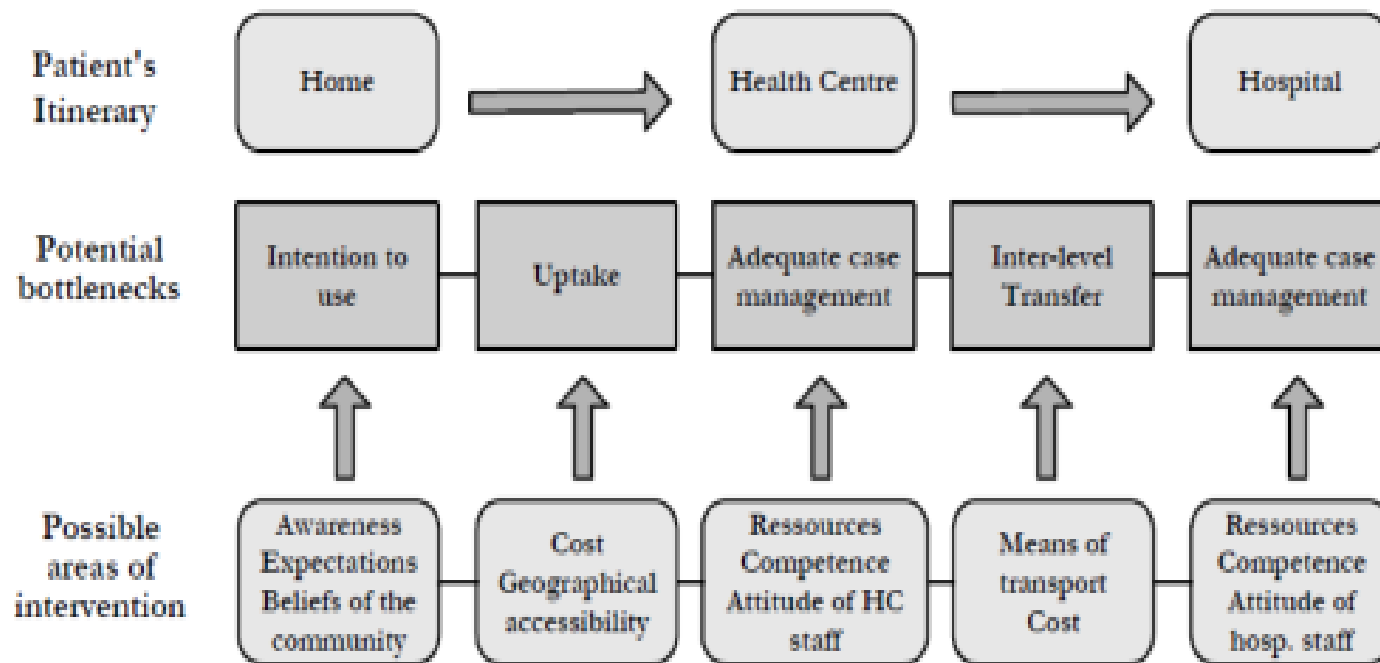 Patient's
Itinerary
Home
Health Centre
Hospital
Potential
bottlenecks
Intention to
use
Uptake
Adequate case
management
Inter-level
Transfer
Adequate case
management
Possible
areas of
intervention
Awareness
Expectations
Beliefs of the
community
Cost
Geographical
accessibility
Ressources
Competence
Attitude of HC
staff
Means of
transport
Cost
Ressources
Competence
Attitude of
hosp. staff